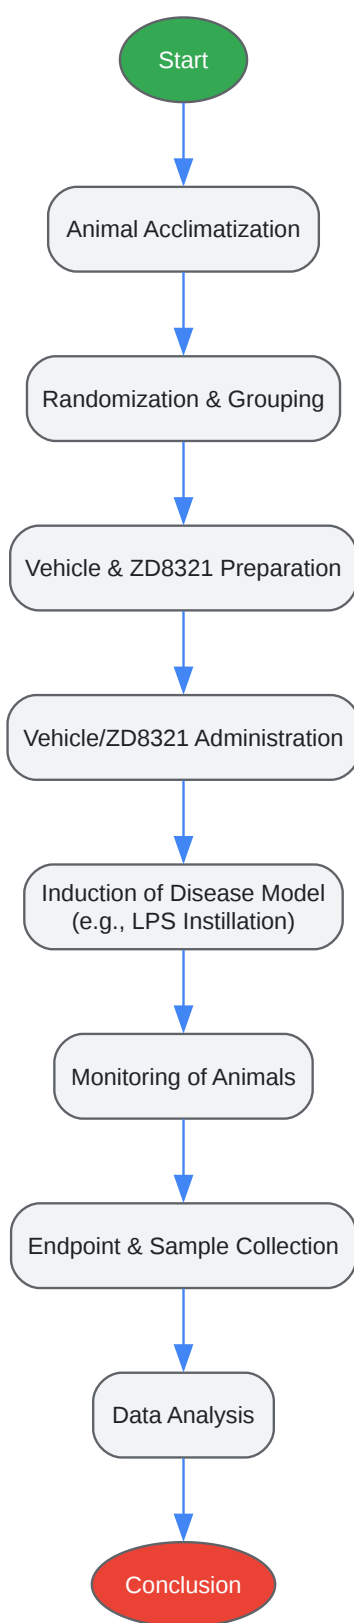 Start
Animal Acclimatization
Randomization & Grouping
Vehicle & ZD8321 Preparation
Vehicle/ZD8321 Administration
Induction of Disease Model
(e.g., LPS Instillation)
Monitoring of Animals
Endpoint & Sample Collection
Data Analysis
Conclusion